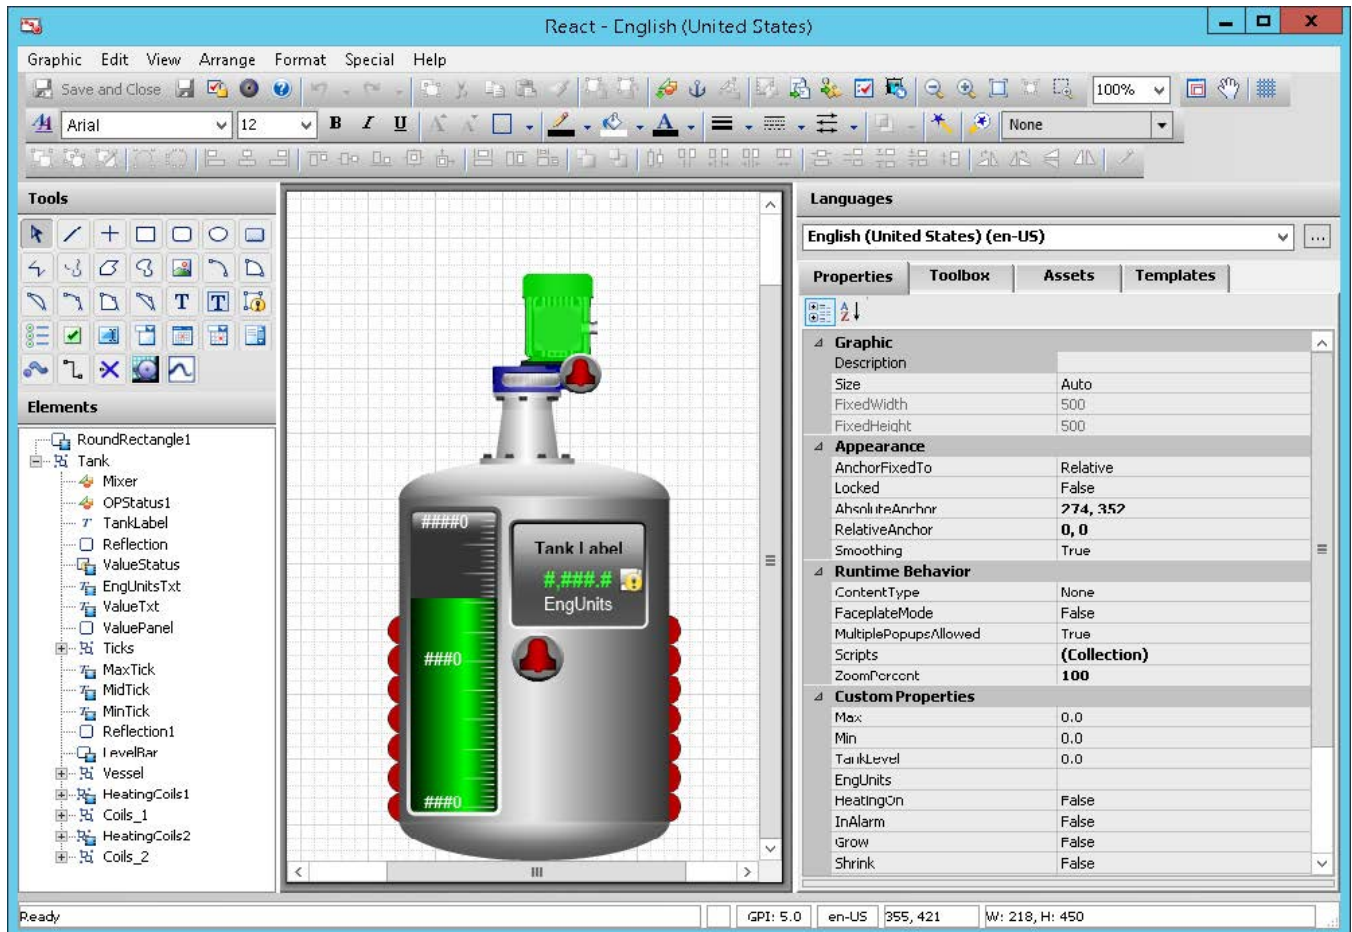 React - English (United States)
Graphic Edit View Arrange Format Special Help
Save and Close 100%
Arial 12 B I U A None
Tools
Elements
RoundRectangle1
Tank
Mixer
OPStatus1
TankLabel
Reflection
ValueStatus
EngUnitsTxt
ValueTxt
ValuePanel
Ticks
MaxTick
MidTick
MinTick
Reflection1
LevelBar
Vessel
HeatingCoils1
Coils_1
HeatingCoils2
Coils_2
####0
###0
###0
Tank Label
#,###.#
EngUnits
Languages
English (United States) (en-US)
Properties Toolbox Assets Templates
Graphic
Description
Size Auto
FixedWidth 500
FixedHeight 500
Appearance
AnchorFixedTo Relative
Locked False
AbsoluteAnchor 274, 352
RelativeAnchor 0, 0
Smoothing True
Runtime Behavior
ContentType None
FaceplateMode False
MultiplePopupsAllowed True
Scripts (Collection)
ZoomPercent 100
Custom Properties
Max 0.0
Min 0.0
TankLevel 0.0
EngUnits
HeatingOn False
InAlarm False
Grow False
Shrink False
Ready GPI: 5.0 en-US 355, 421 W: 218, H: 450